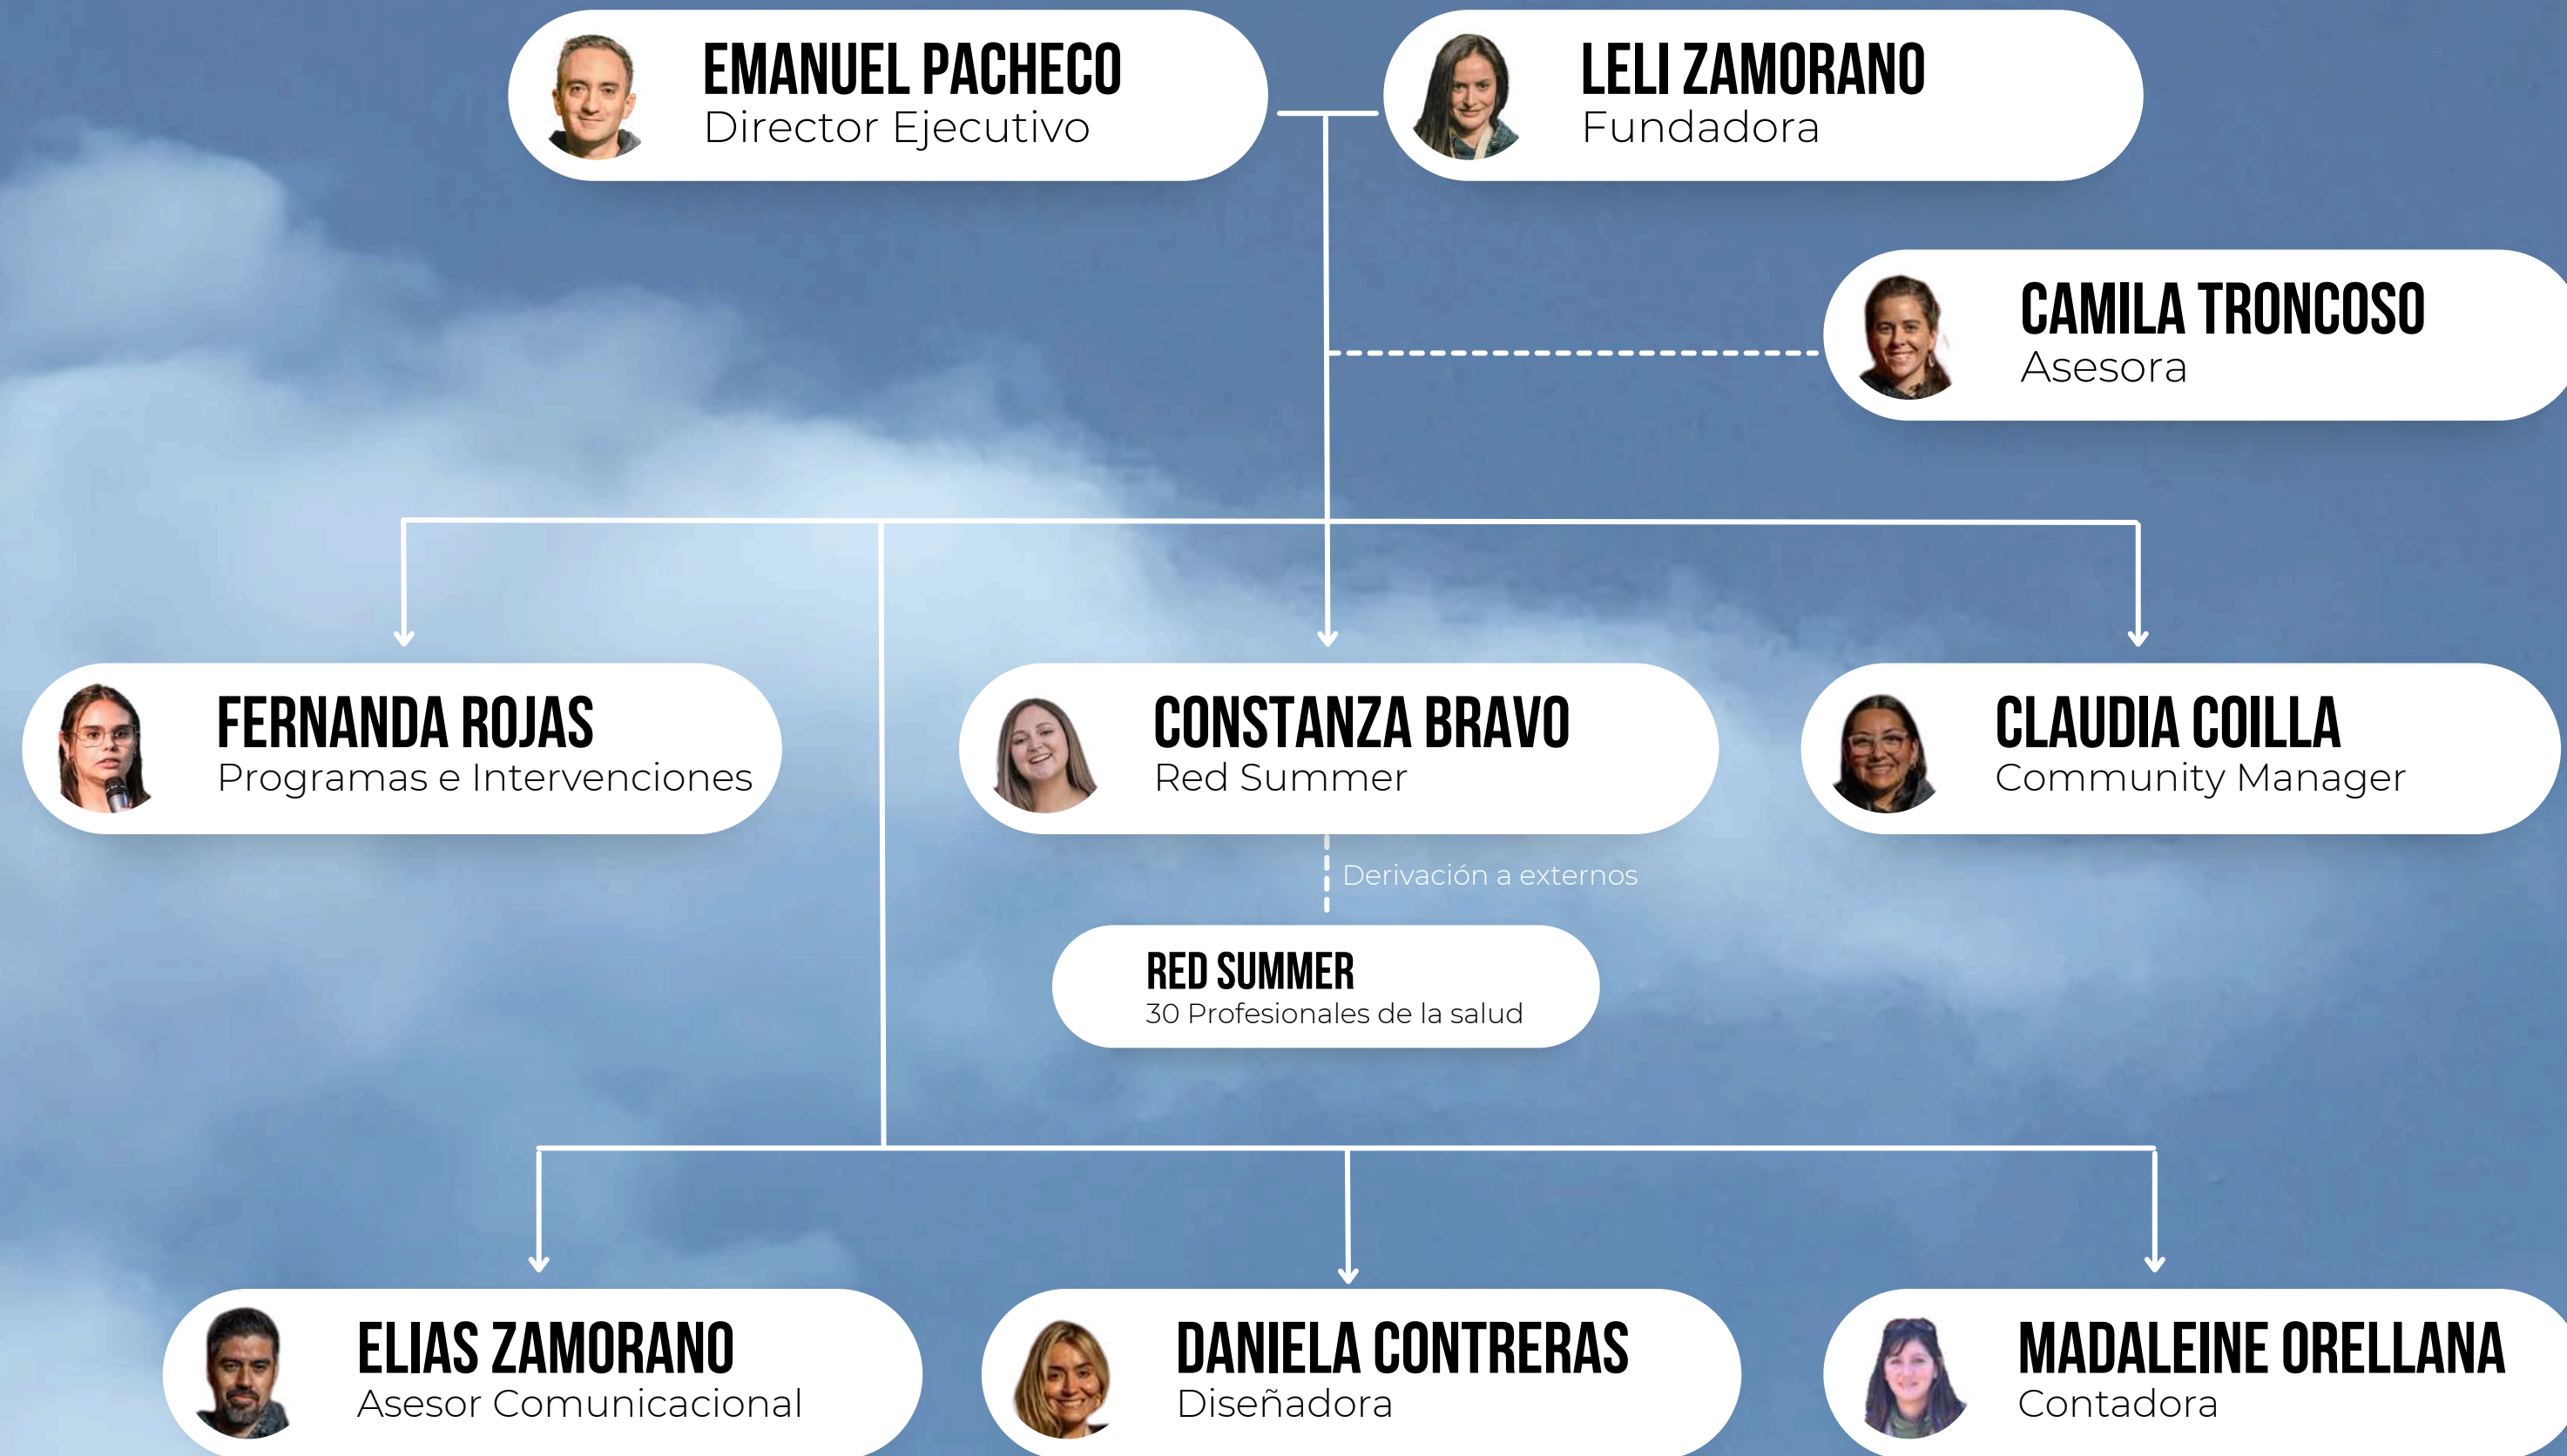 EMANUEL PACHECO
Director Ejecutivo
LELI ZAMORANO
Fundadora
CAMILA TRONCOSO
Asesora
FERNANDA ROJAS
Programas e Intervenciones
CONSTANZA BRAVO
Red Summer
CLAUDIA COILLA
Community Manager
Derivación a externos
RED SUMMER
30 Profesionales de la salud
ELIAS ZAMORANO
Asesor Comunicacional
DANIELA CONTRERAS
Diseñadora
MADALEINE ORELLANA
Contadora